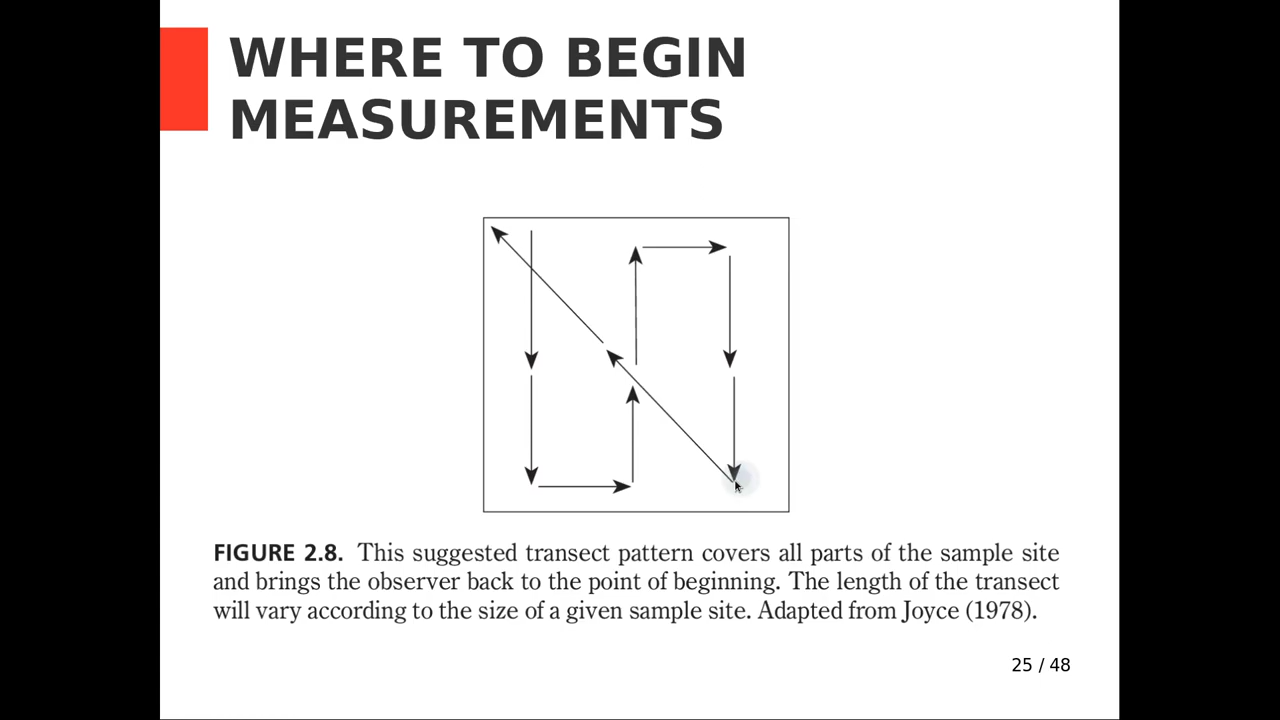 WHERE TO BEGIN
MEASUREMENTS
FIGURE 2.8. This suggested transect pattern covers all parts of the sample site
and brings the observer back to the point of beginning. The length of the transect
will vary according to the size of a given sample site. Adapted from Joyce (1978).
25 / 48